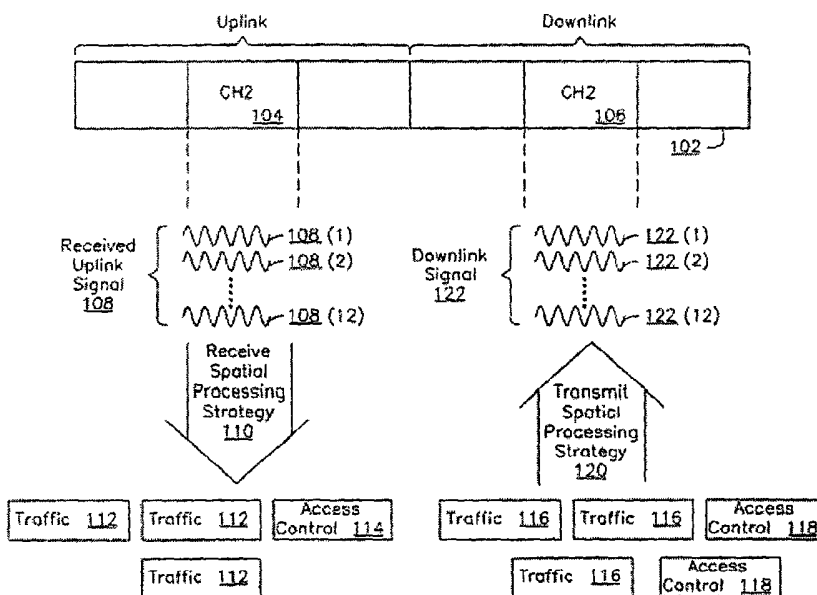 Uplink Downlink
CH2 104 CH2 106
102
Received Uplink Signal 108
108 (1)
108 (2)
108 (12)
Downlink Signal 122
122 (1)
122 (2)
122 (12)
Receive Spatial Processing Strategy 110
Transmit Spatial Processing Strategy 120
Traffic 112 Traffic 112 Access Control 114
Traffic 112
Traffic 116 Traffic 116 Access Control 118
Traffic 116 Access Control 118